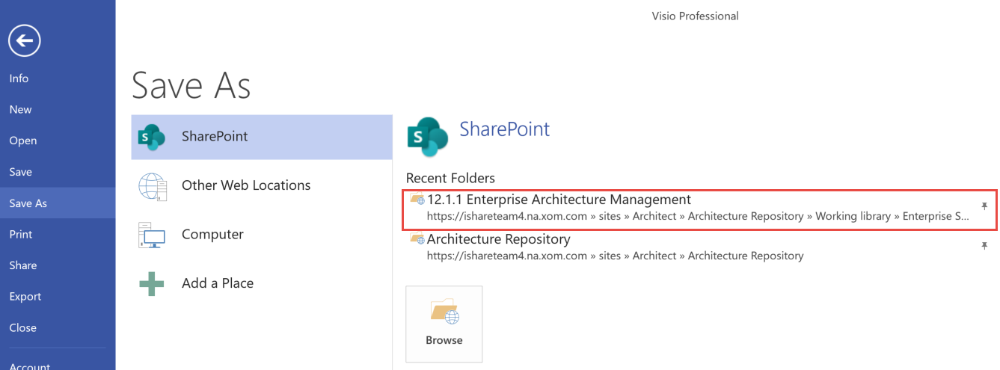 Visio Professional
Info
New
Open
Save
Save As
Print
Share
Export
Close
Account
Save As
SharePoint
Other Web Locations
Computer
Add a Place
SharePoint
Recent Folders
12.1.1 Enterprise Architecture Management
https://ishareteam4.na.xom.com » sites » Architect » Architecture Repository » Working library » Enterprise S...
Architecture Repository
https://ishareteam4.na.xom.com » sites » Architect » Architecture Repository
Browse